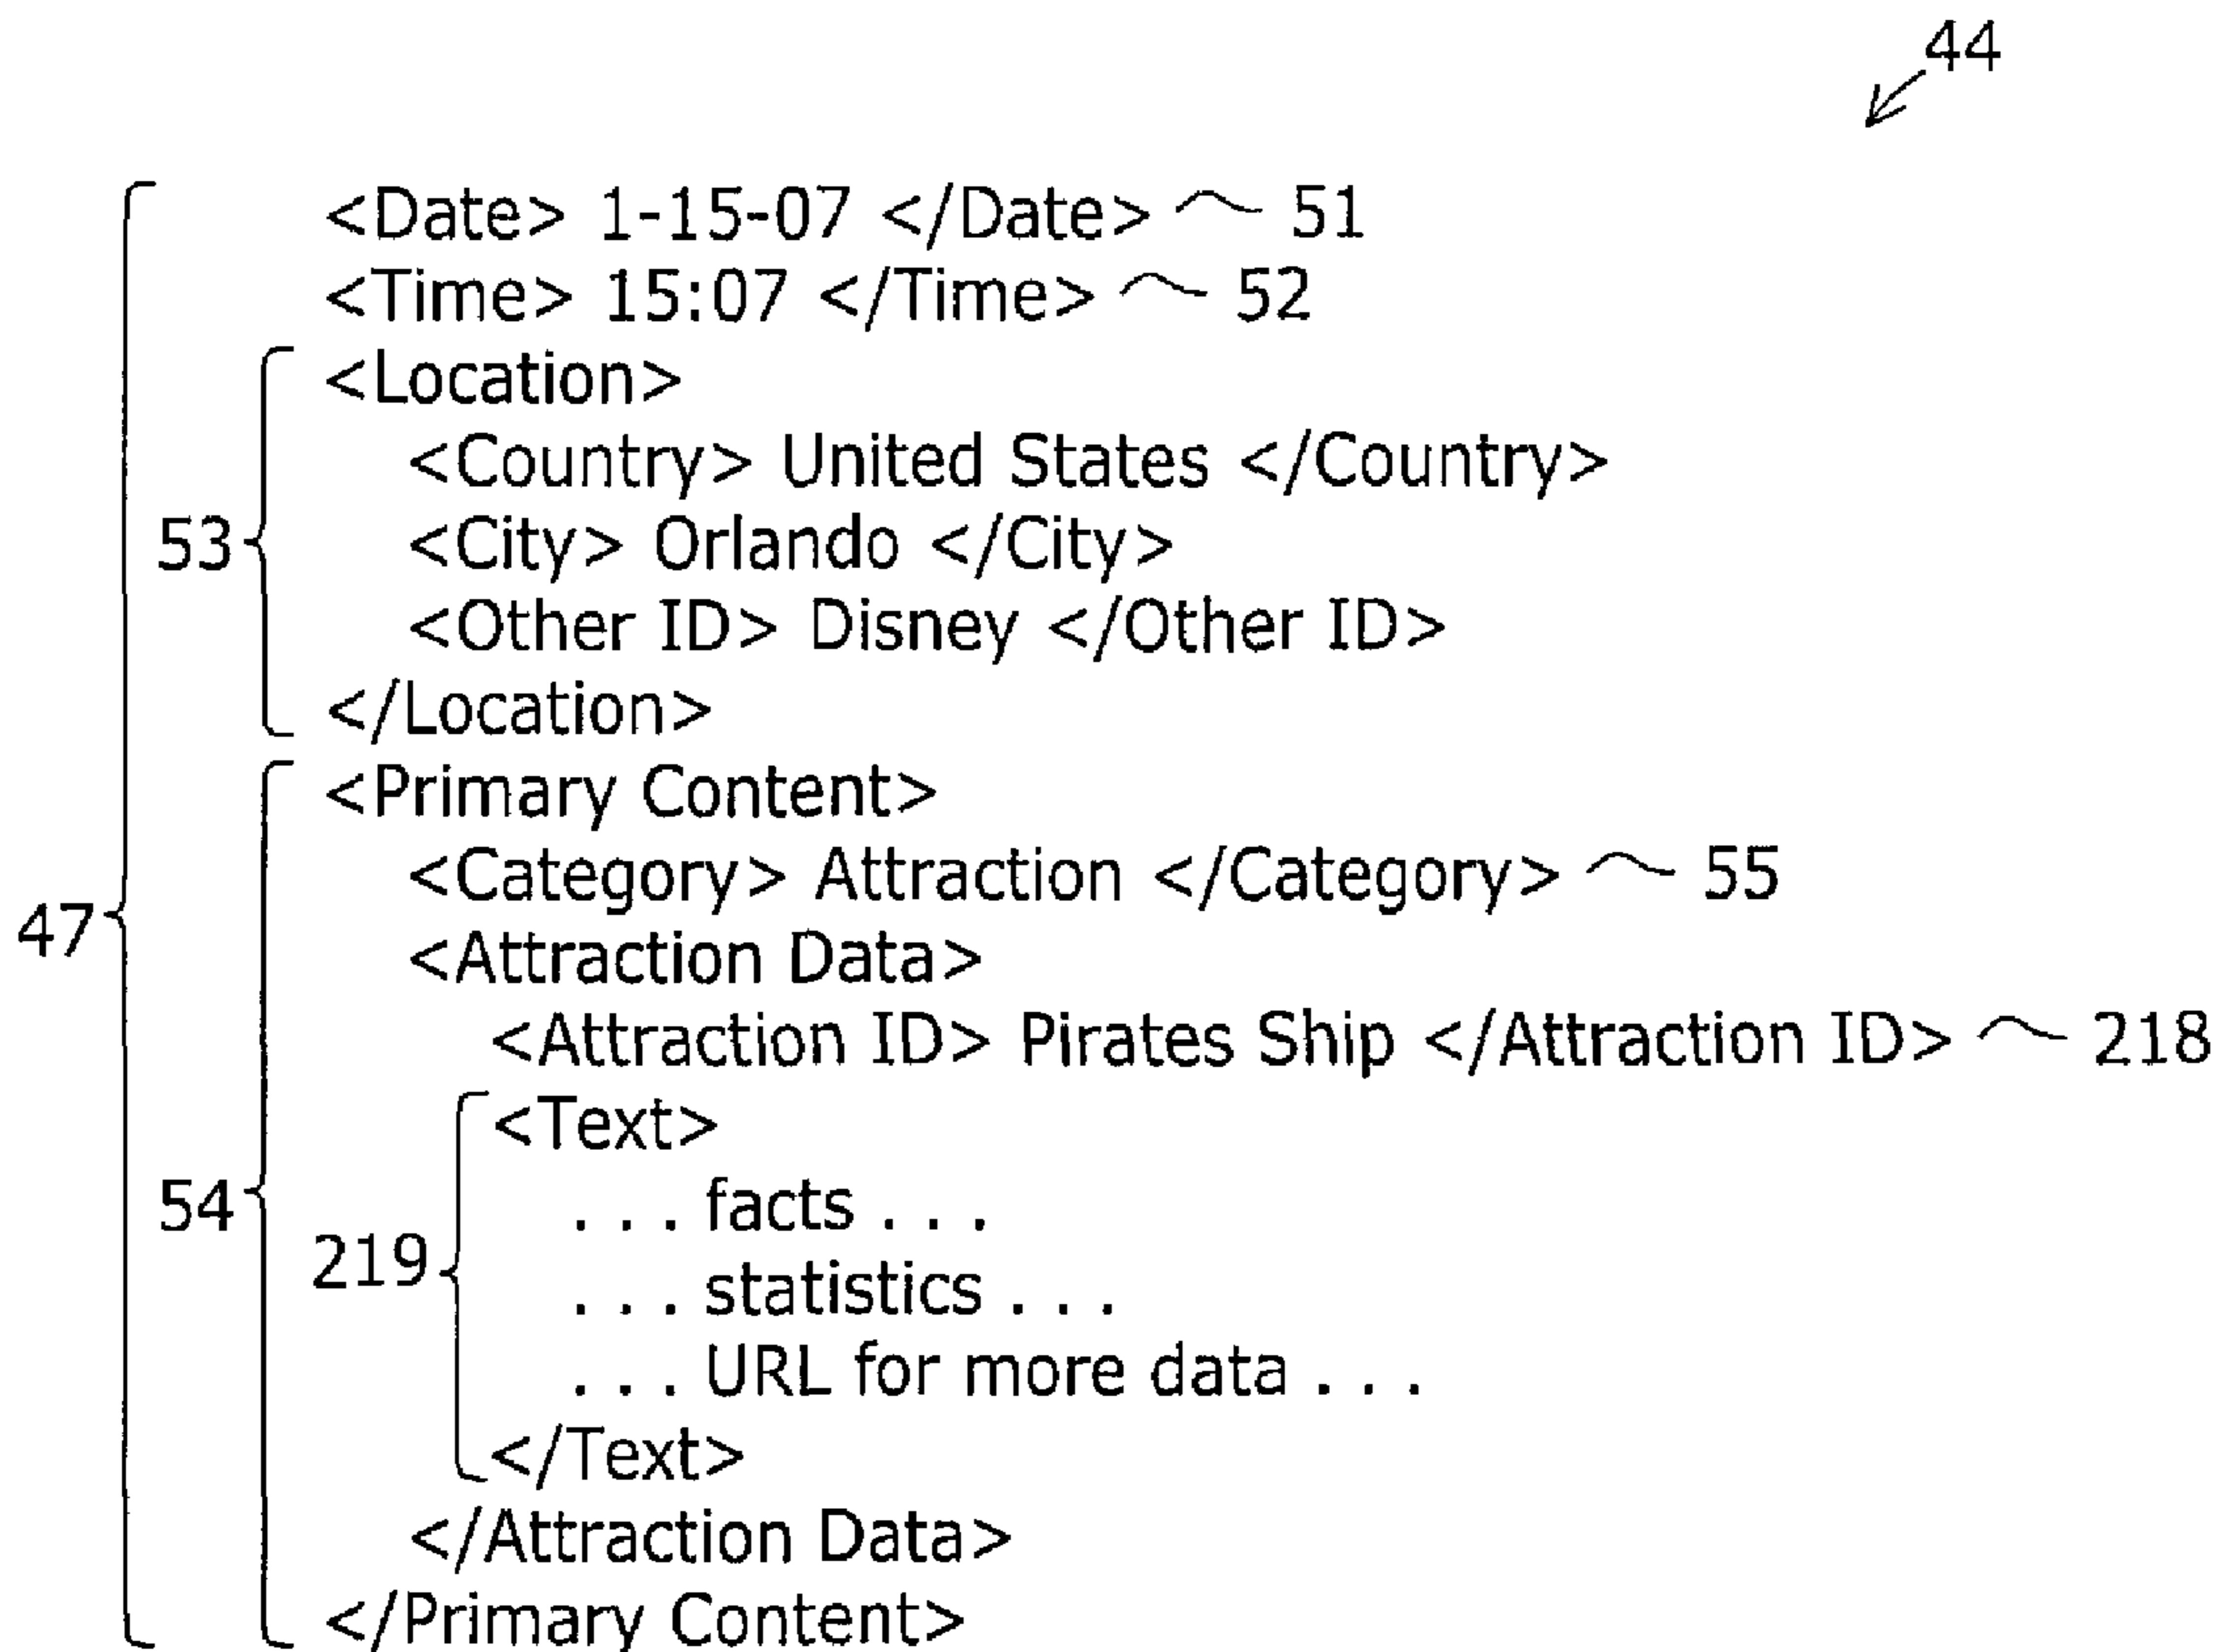 44
<Date> 1-15-07 </Date> 51
<Time> 15:07 </Time> 52
<Location>
<Country> United States </Country>
53 <City> Orlando </City>
<Other ID> Disney </Other ID>
</Location>
<Primary Content>
<Category> Attraction </Category> 55
47 <Attraction Data>
<Attraction ID> Pirates Ship </Attraction ID> 218
<Text>
54 . . . facts . . .
219 . . . statistics . . .
. . . URL for more data . . .
</Text>
</Attraction Data>
</Primary Content>